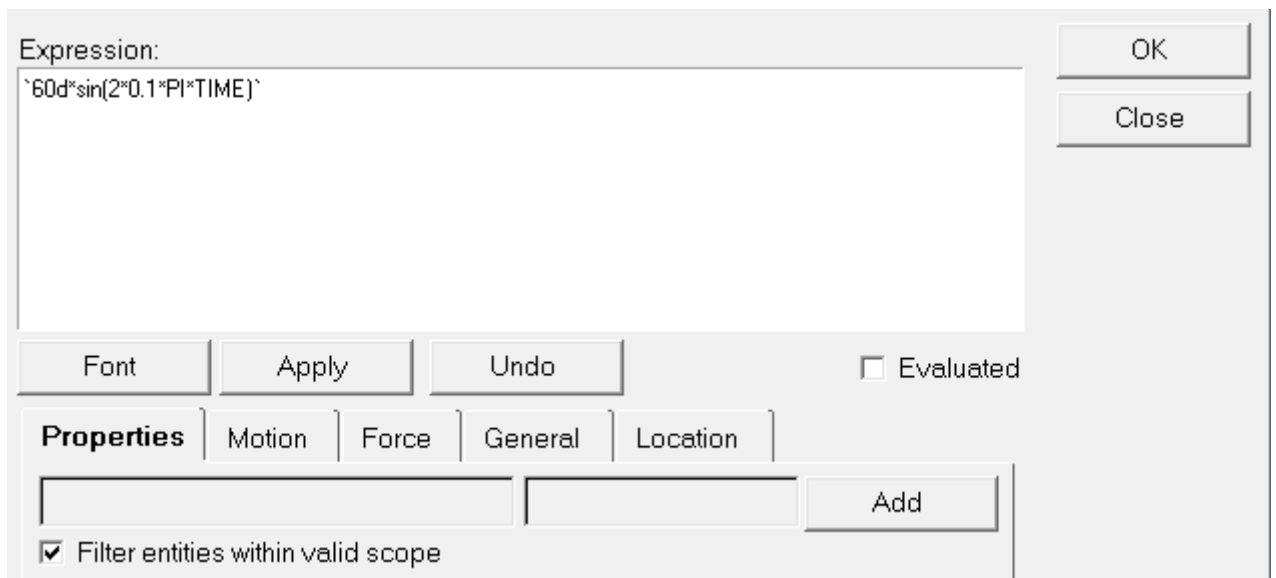 Expression:
OK
`60d*sin(2*0.1*PI*TIME)`
Close
Font Apply Undo Evaluated
Properties Motion Force General Location
Add
Filter entities within valid scope